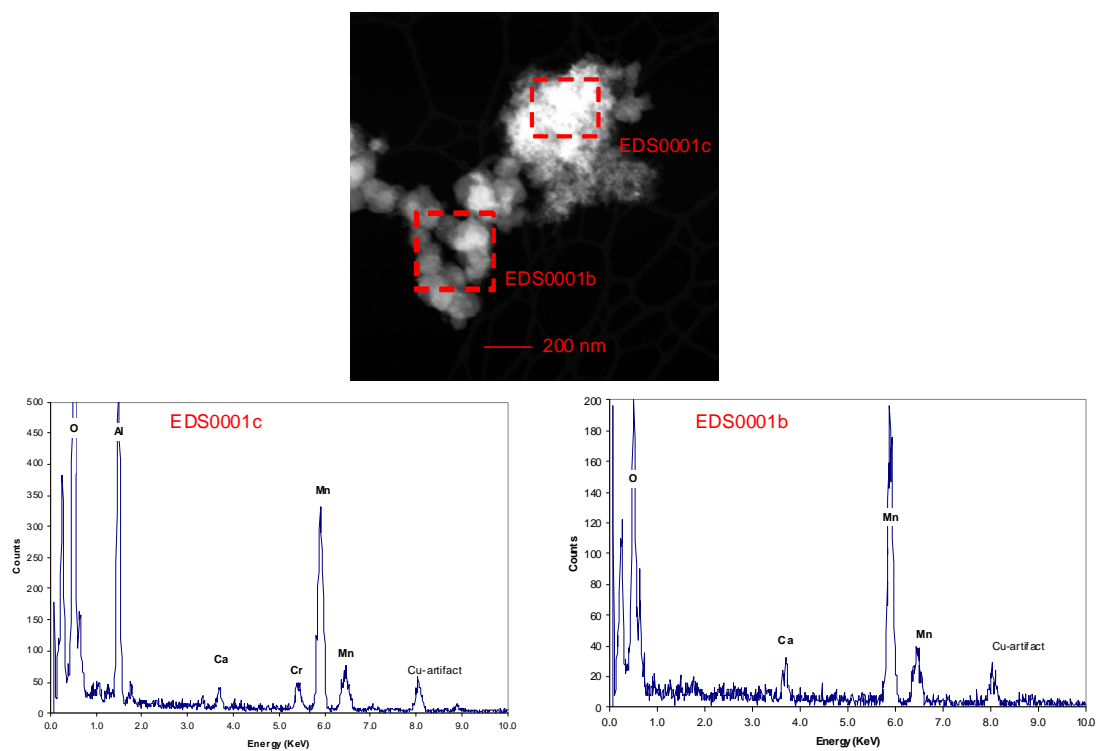 EDS0001c
EDS0001b
200 nm
EDS0001c
500
450
400
350
300
250
200
150
100
50
0
Counts
O
Al
Mn
Ca
Cr
Mn
Cu-artifact
0.0 1.0 2.0 3.0 4.0 5.0 6.0 7.0 8.0 9.0 10.0
Energy (KeV)
EDS0001b
200
180
160
140
120
100
80
60
40
20
0
Counts
O
Mn
Ca
Mn
Cu-artifact
0.0 1.0 2.0 3.0 4.0 5.0 6.0 7.0 8.0 9.0 10.0
Energy (KeV)